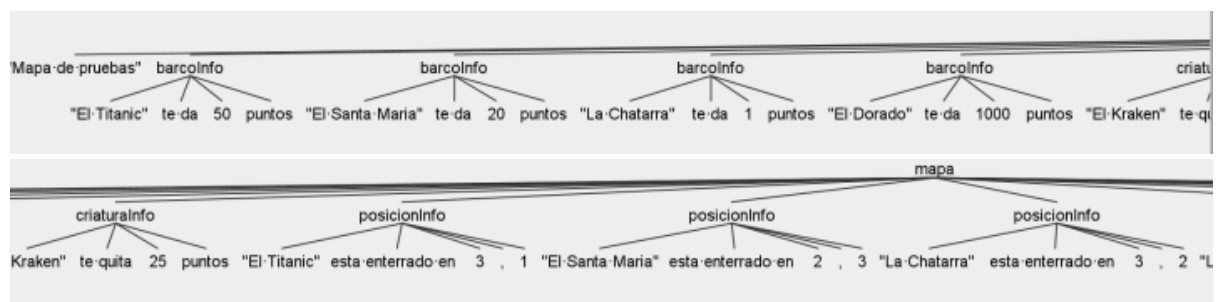 "Mapa·de·pruebas" barcoInfo barcoInfo barcoInfo barcoInfo
"El·Titanic" te·da 50 puntos "El·Santa·Maria" te·da 20 puntos "La·Chatarra" te·da 1 puntos "El·Dorado" te·da 1000 puntos "El·Kraken"
mapa
criaturaInfo posicionInfo posicionInfo posicionInfo
Kraken" te·quita 25 puntos "El·Titanic" esta·enterrado·en 3 , 1 "El·Santa·Maria" esta·enterrado·en 2 , 3 "La·Chatarra" esta·enterrado·en 3 , 2